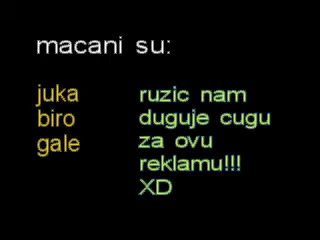 macani su:
juka
biro
gale
ruzic nam
duguje cugu
za ovu
reklamu!!!
XD